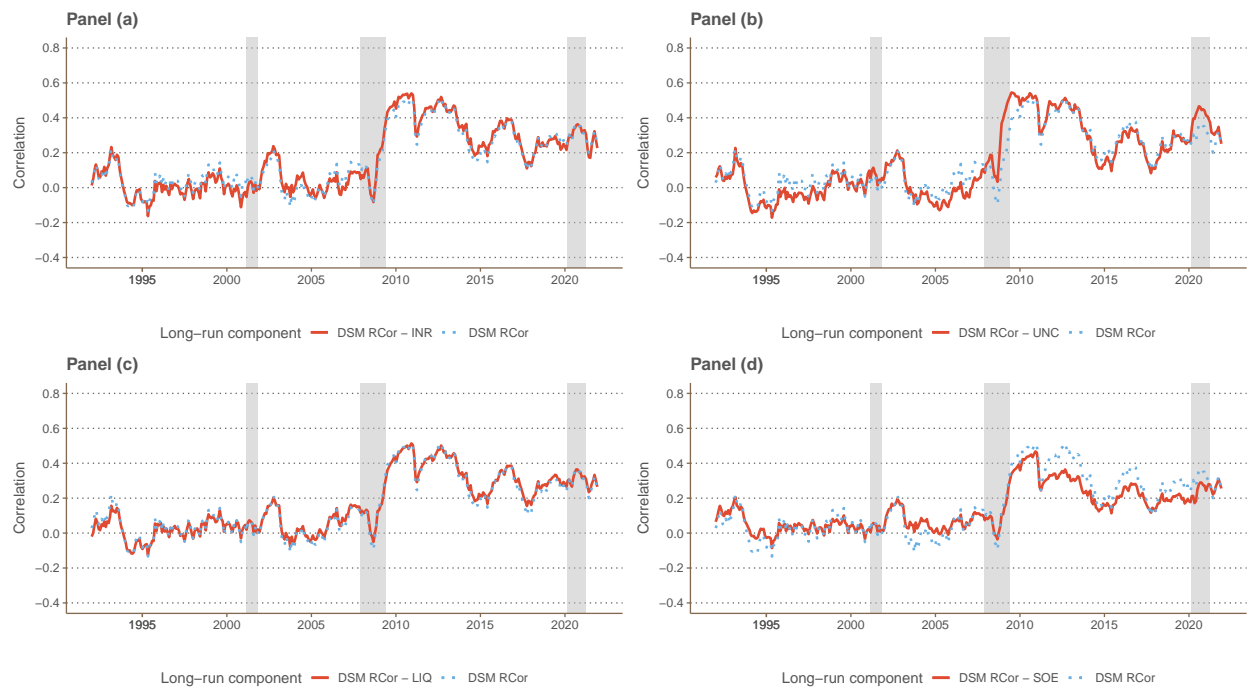 Panel (a)
Correlation
0.8
0.6
0.4
0.2
0.0
−0.2
−0.4
1995 2000 2005 2010 2015 2020
Long−run component DSM RCor − INR DSM RCor
Panel (b)
Correlation
0.8
0.6
0.4
0.2
0.0
−0.2
−0.4
1995 2000 2005 2010 2015 2020
Long−run component DSM RCor − UNC DSM RCor
Panel (c)
Correlation
0.8
0.6
0.4
0.2
0.0
−0.2
−0.4
1995 2000 2005 2010 2015 2020
Long−run component DSM RCor − LIQ DSM RCor
Panel (d)
Correlation
0.8
0.6
0.4
0.2
0.0
−0.2
−0.4
1995 2000 2005 2010 2015 2020
Long−run component DSM RCor − SOE DSM RCor